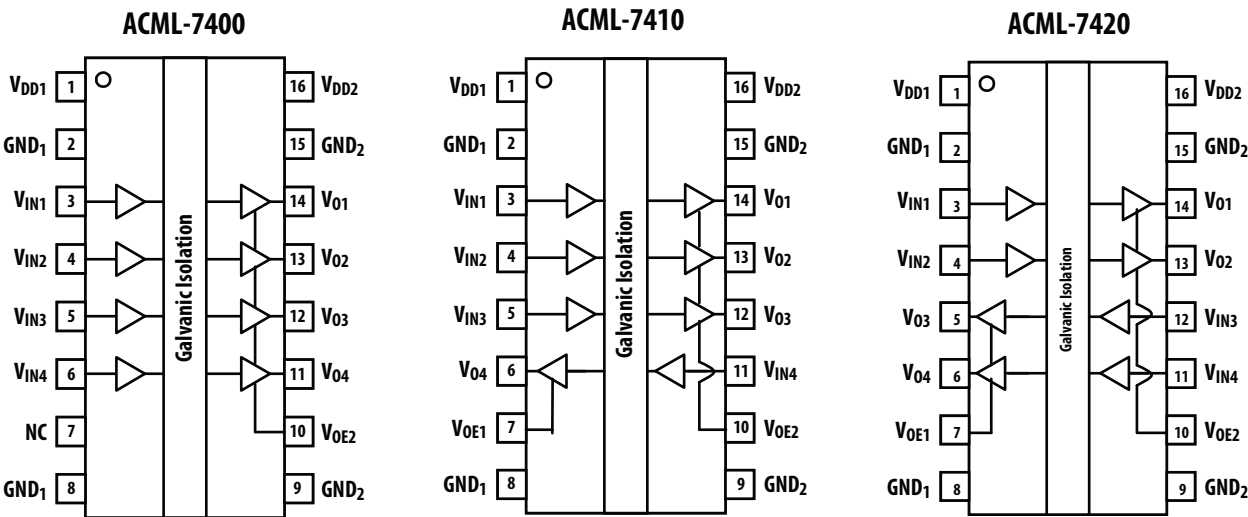 ACML-7400
VDD1 1
16 VDD2
GND1 2
15 GND2
VIN1 3
14 VO1
VIN2 4
13 VO2
VIN3 5
12 VO3
VIN4 6
11 VO4
NC 7
10 VOE2
GND1 8
9 GND2
Galvanic Isolation
ACML-7410
VDD1 1
16 VDD2
GND1 2
15 GND2
VIN1 3
14 VO1
VIN2 4
13 VO2
VIN3 5
12 VO3
VO4 6
11 VIN4
VOE1 7
10 VOE2
GND1 8
9 GND2
Galvanic Isolation
ACML-7420
VDD1 1
16 VDD2
GND1 2
15 GND2
VIN1 3
14 VO1
VIN2 4
13 VO2
VO3 5
12 VIN3
VO4 6
11 VIN4
VOE1 7
10 VOE2
GND1 8
9 GND2
Galvanic Isolation